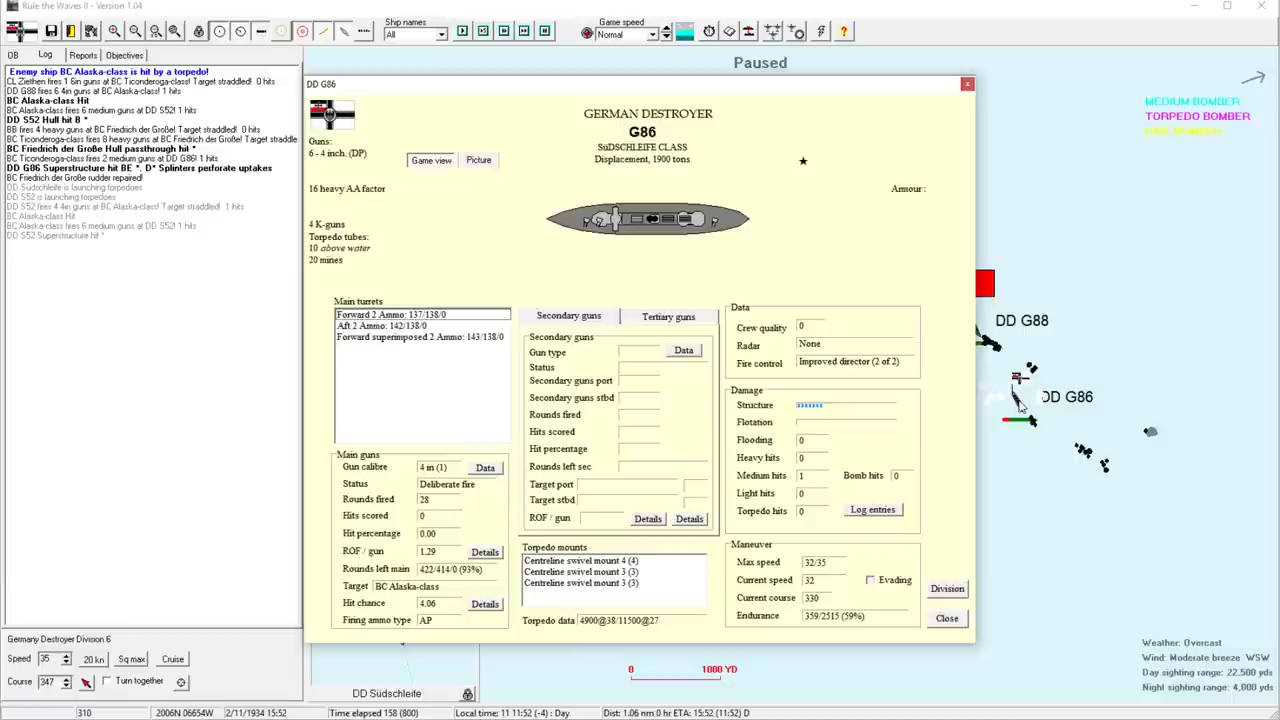 Rule the Waves II - Version 1.04
Ship names
All
Game speed
Normal
OB
Log
Reports
Objectives
Enemy ship BC Alaska-class is hit by a torpedo!
CL Ziethen fires 1 6in guns at BC Ticonderoga-class! Target straddled! 0 hits
DD G88 fires 6 4in guns at BC Alaska-class! 1 hits
BC Alaska-class Hit
BC Alaska-class fires 6 medium guns at DD S52! 1 hits
DD S52 Hull hit B *
BB fires 4 heavy guns at BC Friedrich der Große! Target straddled! 0 hits
BC Ticonderoga-class fires 8 heavy guns at BC Friedrich der Große! Target straddle
BC Friedrich der Große Hull passthrough hit *
BC Ticonderoga-class fires 2 medium guns at DD G86! 1 hits
DD G86 Superstructure hit BE *. D* Splinters perforate uptakes
BC Friedrich der Große rudder repaired!
DD Südschleife is launching torpedoes
DD S52 is launching torpedoes
DD S52 fires 4 4in guns at BC Alaska-class! Target straddled! 1 hits
BC Alaska-class Hit
BC Alaska-class fires 6 medium guns at DD S52! 1 hits
DD S52 Superstructure hit *
Paused
MEDIUM BOMBER
TORPEDO BOMBER
DD G86
GERMAN DESTROYER
G86
SüDSCHLEIFE CLASS
Displacement, 1900 tons
Guns:
6 - 4 inch. (DP)
Game view
Picture
16 heavy AA factor
Armour :
4 K-guns
Torpedo tubes:
10 above water
20 mines
Main turrets
Forward 2 Ammo: 137/138/0
Aft 2 Ammo: 142/138/0
Forward superimposed 2 Ammo: 143/138/0
Main guns
Gun calibre 4 in (1) Data
Status Deliberate fire
Rounds fired 28
Hits scored 0
Hit percentage 0.00
ROF / gun 1.29 Details
Rounds left main 422/414/0 (93%)
Target BC Alaska-class
Hit chance 4.06 Details
Firing ammo type AP
Secondary guns
Tertiary guns
Secondary guns
Gun type Data
Status
Secondary guns port
Secondary guns stbd
Rounds fired
Hits scored
Hit percentage
Rounds left sec
Target port
Target stbd
ROF / gun Details Details
Torpedo mounts
Centreline swivel mount 4 (4)
Centreline swivel mount 3 (3)
Centreline swivel mount 3 (3)
Torpedo data 4900@38/11500@27
Data
Crew quality 0
Radar None
Fire control Improved director (2 of 2)
Damage
Structure
Flotation
Flooding 0
Heavy hits 0
Medium hits 1 Bomb hits 0
Light hits 0
Torpedo hits 0 Log entries
Maneuver
Max speed 32/35
Current speed 32 Evading
Current course 330
Endurance 359/2515 (59%)
Division
Close
DD G88
DD G86
Germany Destroyer Division 6
Speed 35 20 kn Sq max Cruise
Course 347 Turn together
DD Südschleife
0 1000 YD
Weather: Overcast
Wind: Moderate breeze WSW
Day sighting range: 22,500 yds
Night sighting range: 4,000 yds
310
2006N 06654W
2/11/1934 15:52
Time elapsed 158 (800)
Local time: 11 11:52 (-4) : Day
Dist: 1.06 nm 0 hr ETA: 15:52 (11:52) D